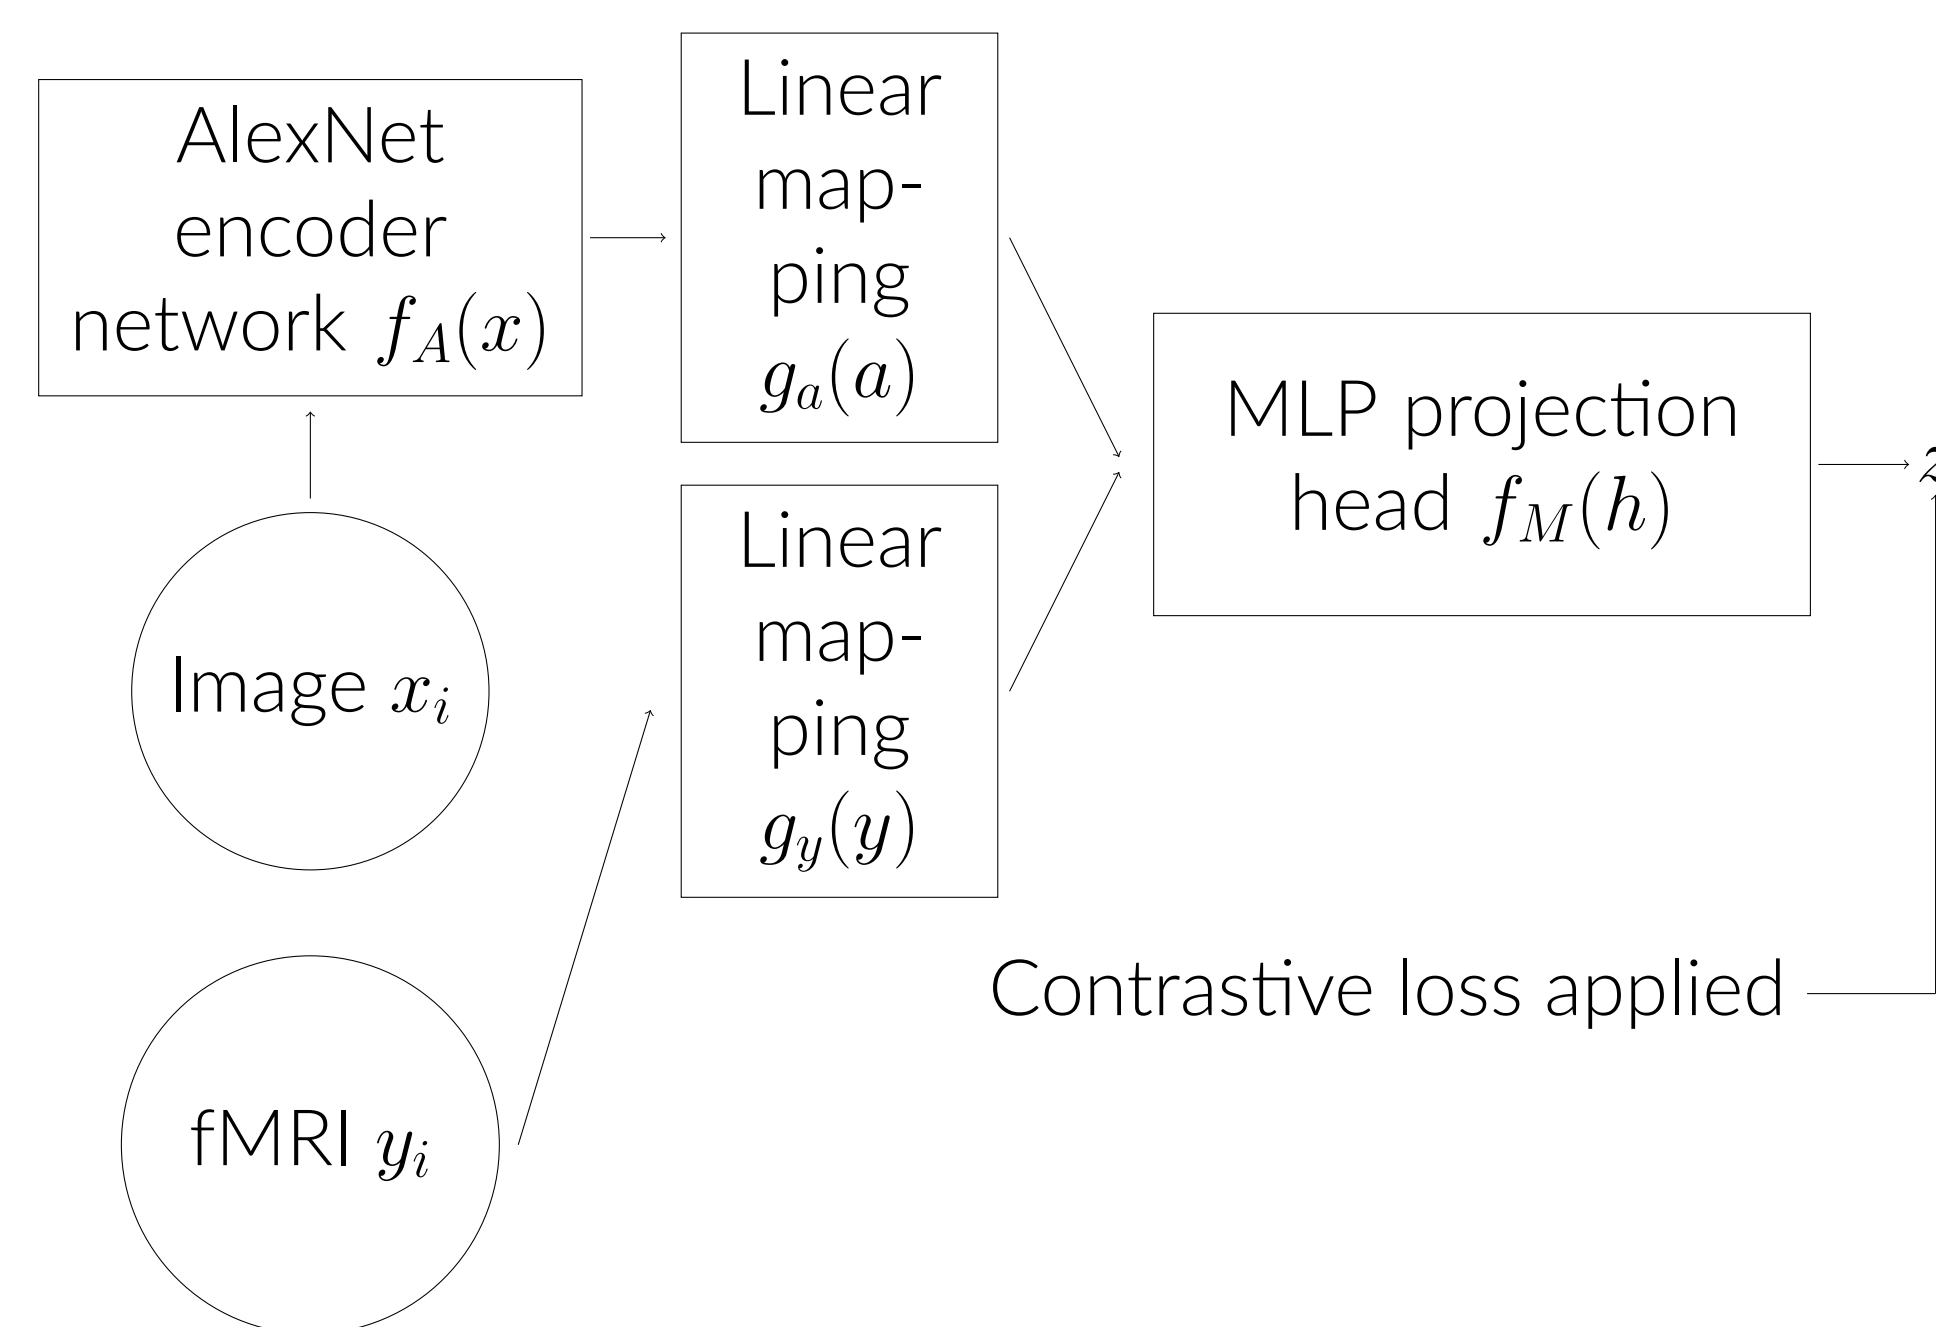 AlexNet
encoder
network f_A(x)
Linear
map-
ping
g_a(a)
MLP projection
head f_M(h)
Linear
map-
ping
g_y(y)
Image x_i
Contrastive loss applied
fMRI y_i